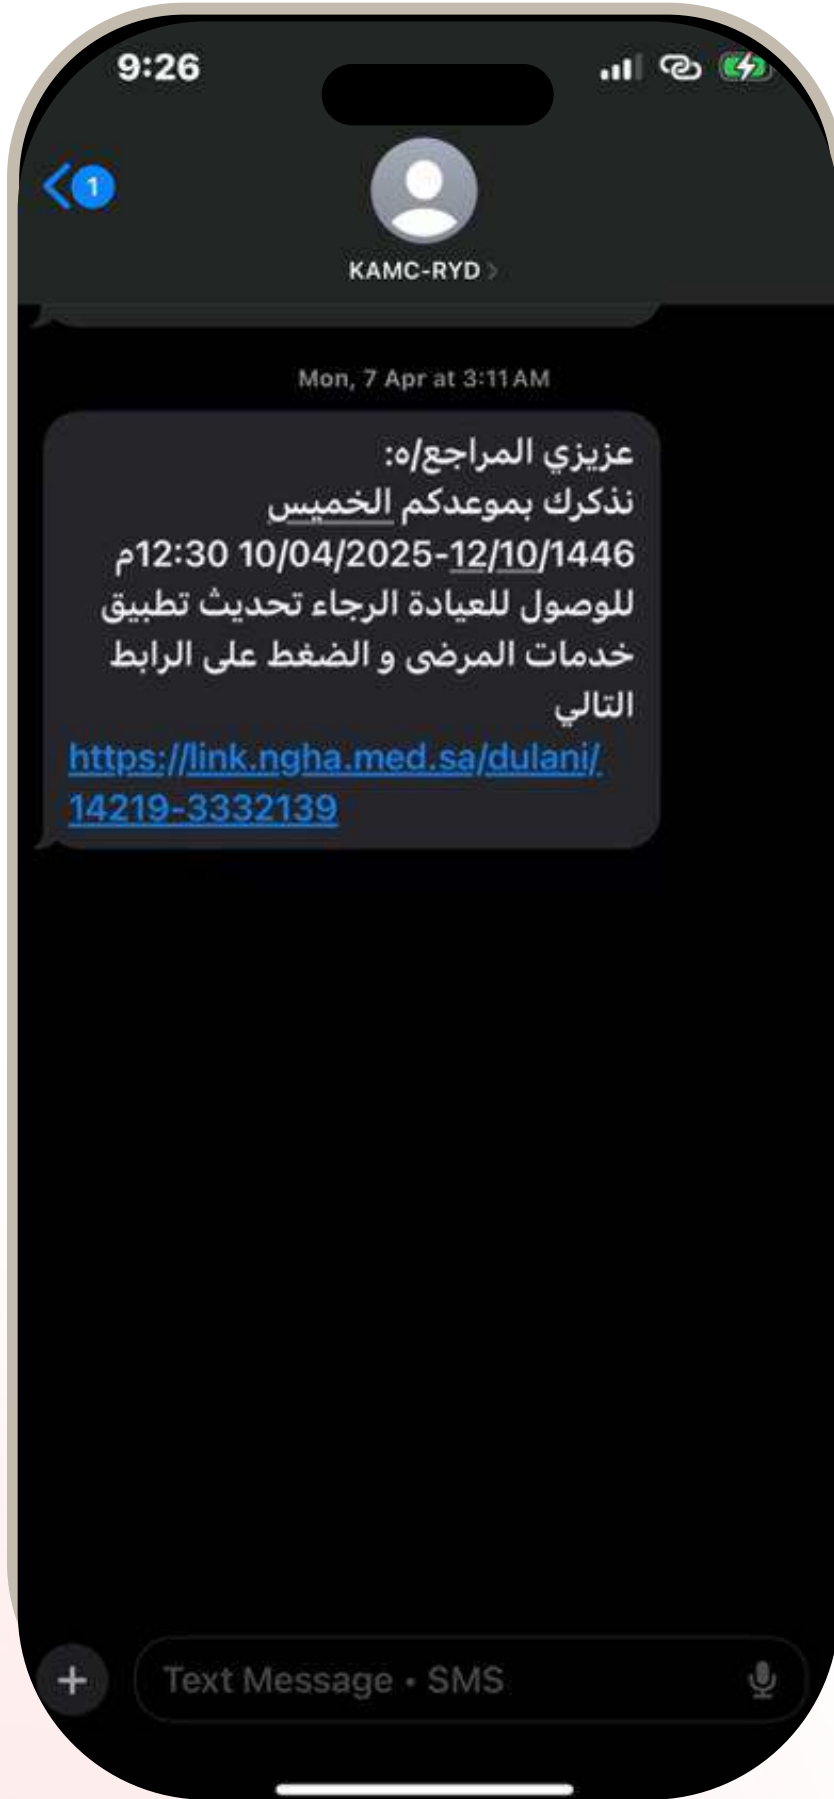 9:26
1
KAMC-RYD
Mon, 7 Apr at 3:11 AM
عزيزي المراجع/ه:
نذكرك بموعدكم الخميس
12:30 10/04/2025-12/10/1446م
للوصول للعيادة الرجاء تحديث تطبيق
خدمات المرضى و الضغط على الرابط
التالي
https://link.ngha.med.sa/dulani/
14219-3332139
Text Message • SMS